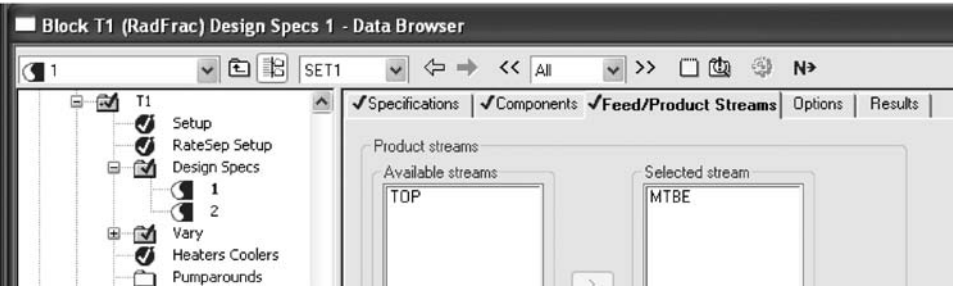 Block T1 (RadFrac) Design Specs 1 - Data Browser
1 SET1 << All >> N>
T1
Setup
RateSep Setup
Design Specs
1
2
Vary
Heaters Coolers
Pumparounds
Specifications Components Feed/Product Streams Options Results
Product streams
Available streams Selected stream
TOP MTBE